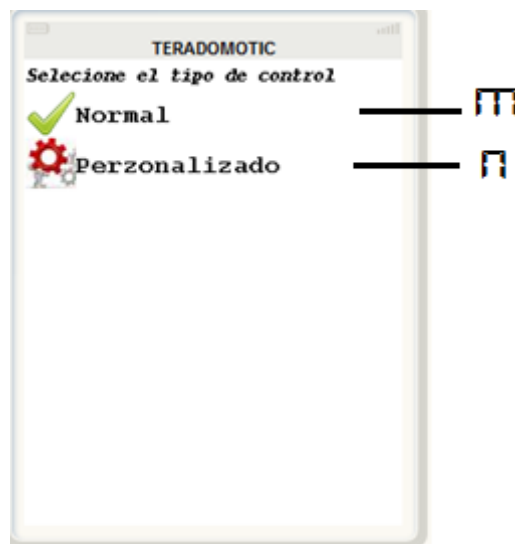 TERADOMOTIC
Selecione el tipo de control
Normal
m
Perzonalizado
n